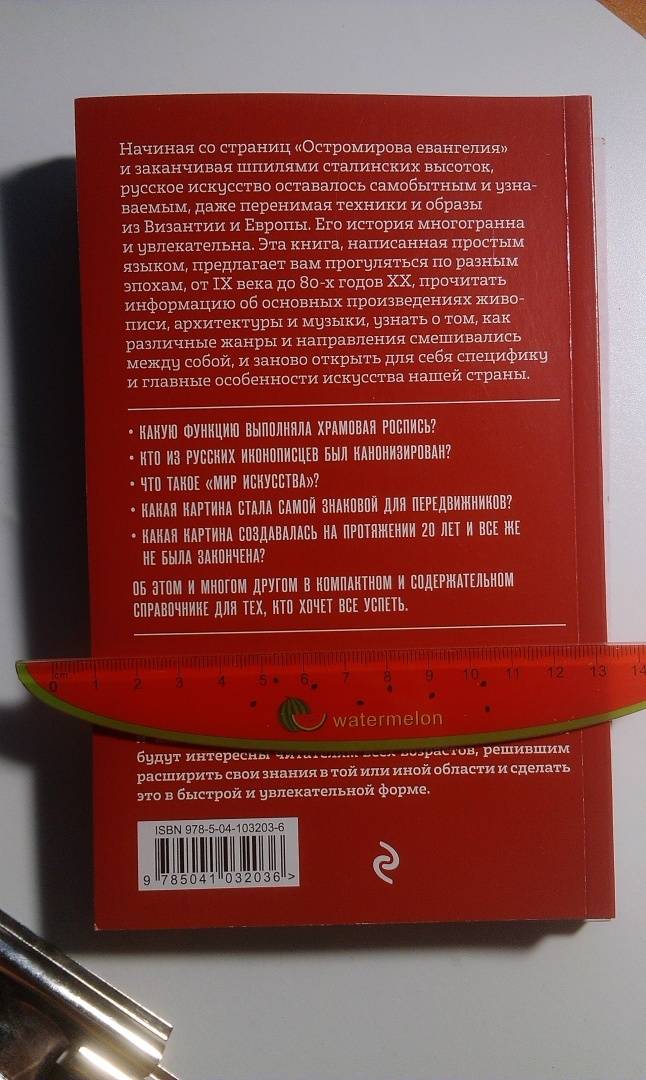 Начиная со страниц «Остромирова евангелия»
и заканчивая шпилями сталинских высоток,
русское искусство оставалось самобытным и узна-
ваемым, даже перенимая техники и образы
из Византии и Европы. Его история многогранна
и увлекательна. Эта книга, написанная простым
языком, предлагает вам прогуляться по разным
эпохам, от IX века до 80-х годов XX, прочитать
информацию об основных произведениях живо-
писи, архитектуры и музыки, узнать о том, как
различные жанры и направления смешивались
между собой, и заново открыть для себя специфику
и главные особенности искусства нашей страны.
• КАКУЮ ФУНКЦИЮ ВЫПОЛНЯЛА ХРАМОВАЯ РОСПИСЬ?
• КТО ИЗ РУССКИХ ИКОНОПИСЦЕВ БЫЛ КАНОНИЗИРОВАН?
• ЧТО ТАКОЕ «МИР ИСКУССТВА»?
• КАКАЯ КАРТИНА СТАЛА САМОЙ ЗНАКОВОЙ ДЛЯ ПЕРЕДВИЖНИКОВ?
• КАКАЯ КАРТИНА СОЗДАВАЛАСЬ НА ПРОТЯЖЕНИИ 20 ЛЕТ И ВСЕ ЖЕ
НЕ БЫЛА ЗАКОНЧЕНА?
ОБ ЭТОМ И МНОГОМ ДРУГОМ В КОМПАКТНОМ И СОДЕРЖАТЕЛЬНОМ
СПРАВОЧНИКЕ ДЛЯ ТЕХ, КТО ХОЧЕТ ВСЕ УСПЕТЬ.
cm
0 1 2 3 4 5 6 7 8 9 10 11 12 13 14
watermelon
будут интересны читателям всех возрастов, решившим
расширить свои знания в той или иной области и сделать
это в быстрой и увлекательной форме.
ISBN 978-5-04-103203-6
9 785041 032036 >